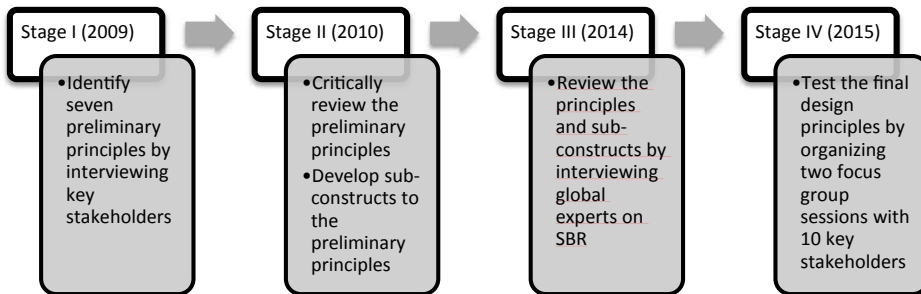 Stage I (2009)
•Identify
seven
preliminary
principles by
interviewing
key
stakeholders
Stage II (2010)
•Critically
review the
preliminary
principles
•Develop sub-
constructs to
the
preliminary
principles
Stage III (2014)
•Review the
principles
and sub-
constructs by
interviewing
global
experts on
SBR
Stage IV (2015)
•Test the final
design
principles by
organizing
two focus
group
sessions with
10 key
stakeholders